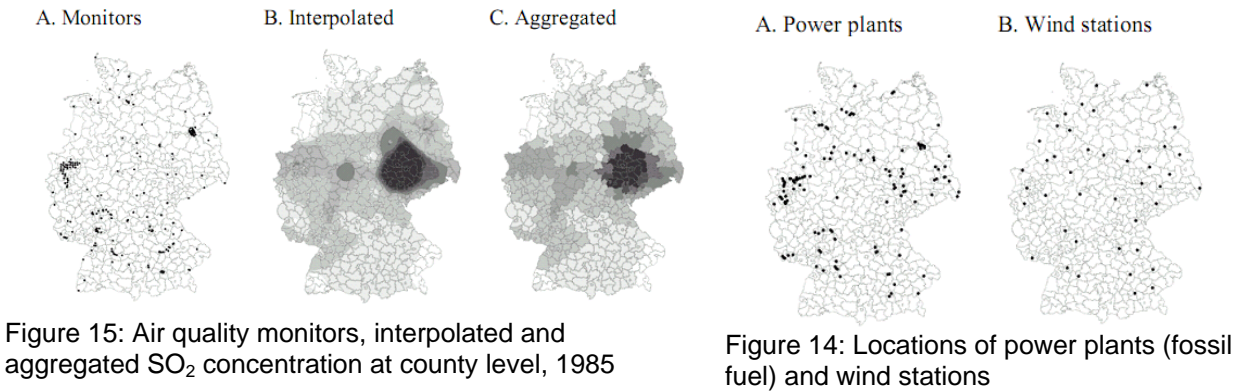 A. Monitors
B. Interpolated
C. Aggregated
Figure 15: Air quality monitors, interpolated and
aggregated SO₂ concentration at county level, 1985
A. Power plants
B. Wind stations
Figure 14: Locations of power plants (fossil
fuel) and wind stations